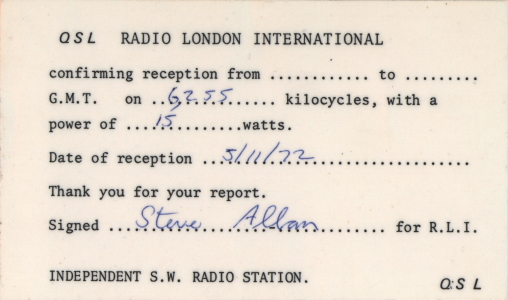 QSL RADIO LONDON INTERNATIONAL
confirming reception from ............ to .........
G.M.T. on ..6255...... kilocycles, with a
power of ....15.........watts.
Date of reception ...5/11/72......................
Thank you for your report.
Signed ....Steve Allan......... for R.L.I.
INDEPENDENT S.W. RADIO STATION.
QSL